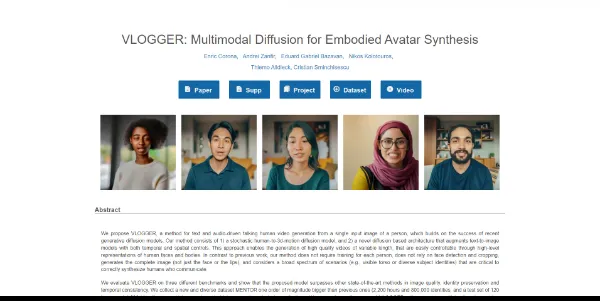 VLOGGER: Multimodal Diffusion for Embodied Avatar Synthesis
Enric Corona, Andrei Zanfir, Eduard Gabriel Bazavan, Nikos Kolotouros,
Thiemo Alldieck, Cristian Sminchisescu
Paper Supp Project Dataset Video
Abstract
We propose VLOGGER, a method for text and audio-driven talking human video generation from a single input image of a person, which builds on the success of recent
generative diffusion models. Our method consists of 1) a stochastic human-to-3d-motion diffusion model, and 2) a novel diffusion based architecture that augments text-to-image
models with both temporal and spatial controls. This approach enables the generation of high quality videos of variable length, that are easily controllable through high-level
representations of human faces and bodies. In contrast to previous work, our method does not require training for each person, does not rely on face detection and cropping,
generates the complete image (not just the face or the lips), and considers a broad spectrum of scenarios (e.g. visible torso or diverse subject identities) that are critical to
correctly synthesize humans who communicate.
We evaluate VLOGGER on three different benchmarks and show that the proposed model surpasses other state-of-the-art methods in image quality, identity preservation and
temporal consistency. We collect a new and diverse dataset MENTOR one order of magnitude bigger than previous ones (2,200 hours and 800,000 identities, and a test set of 120